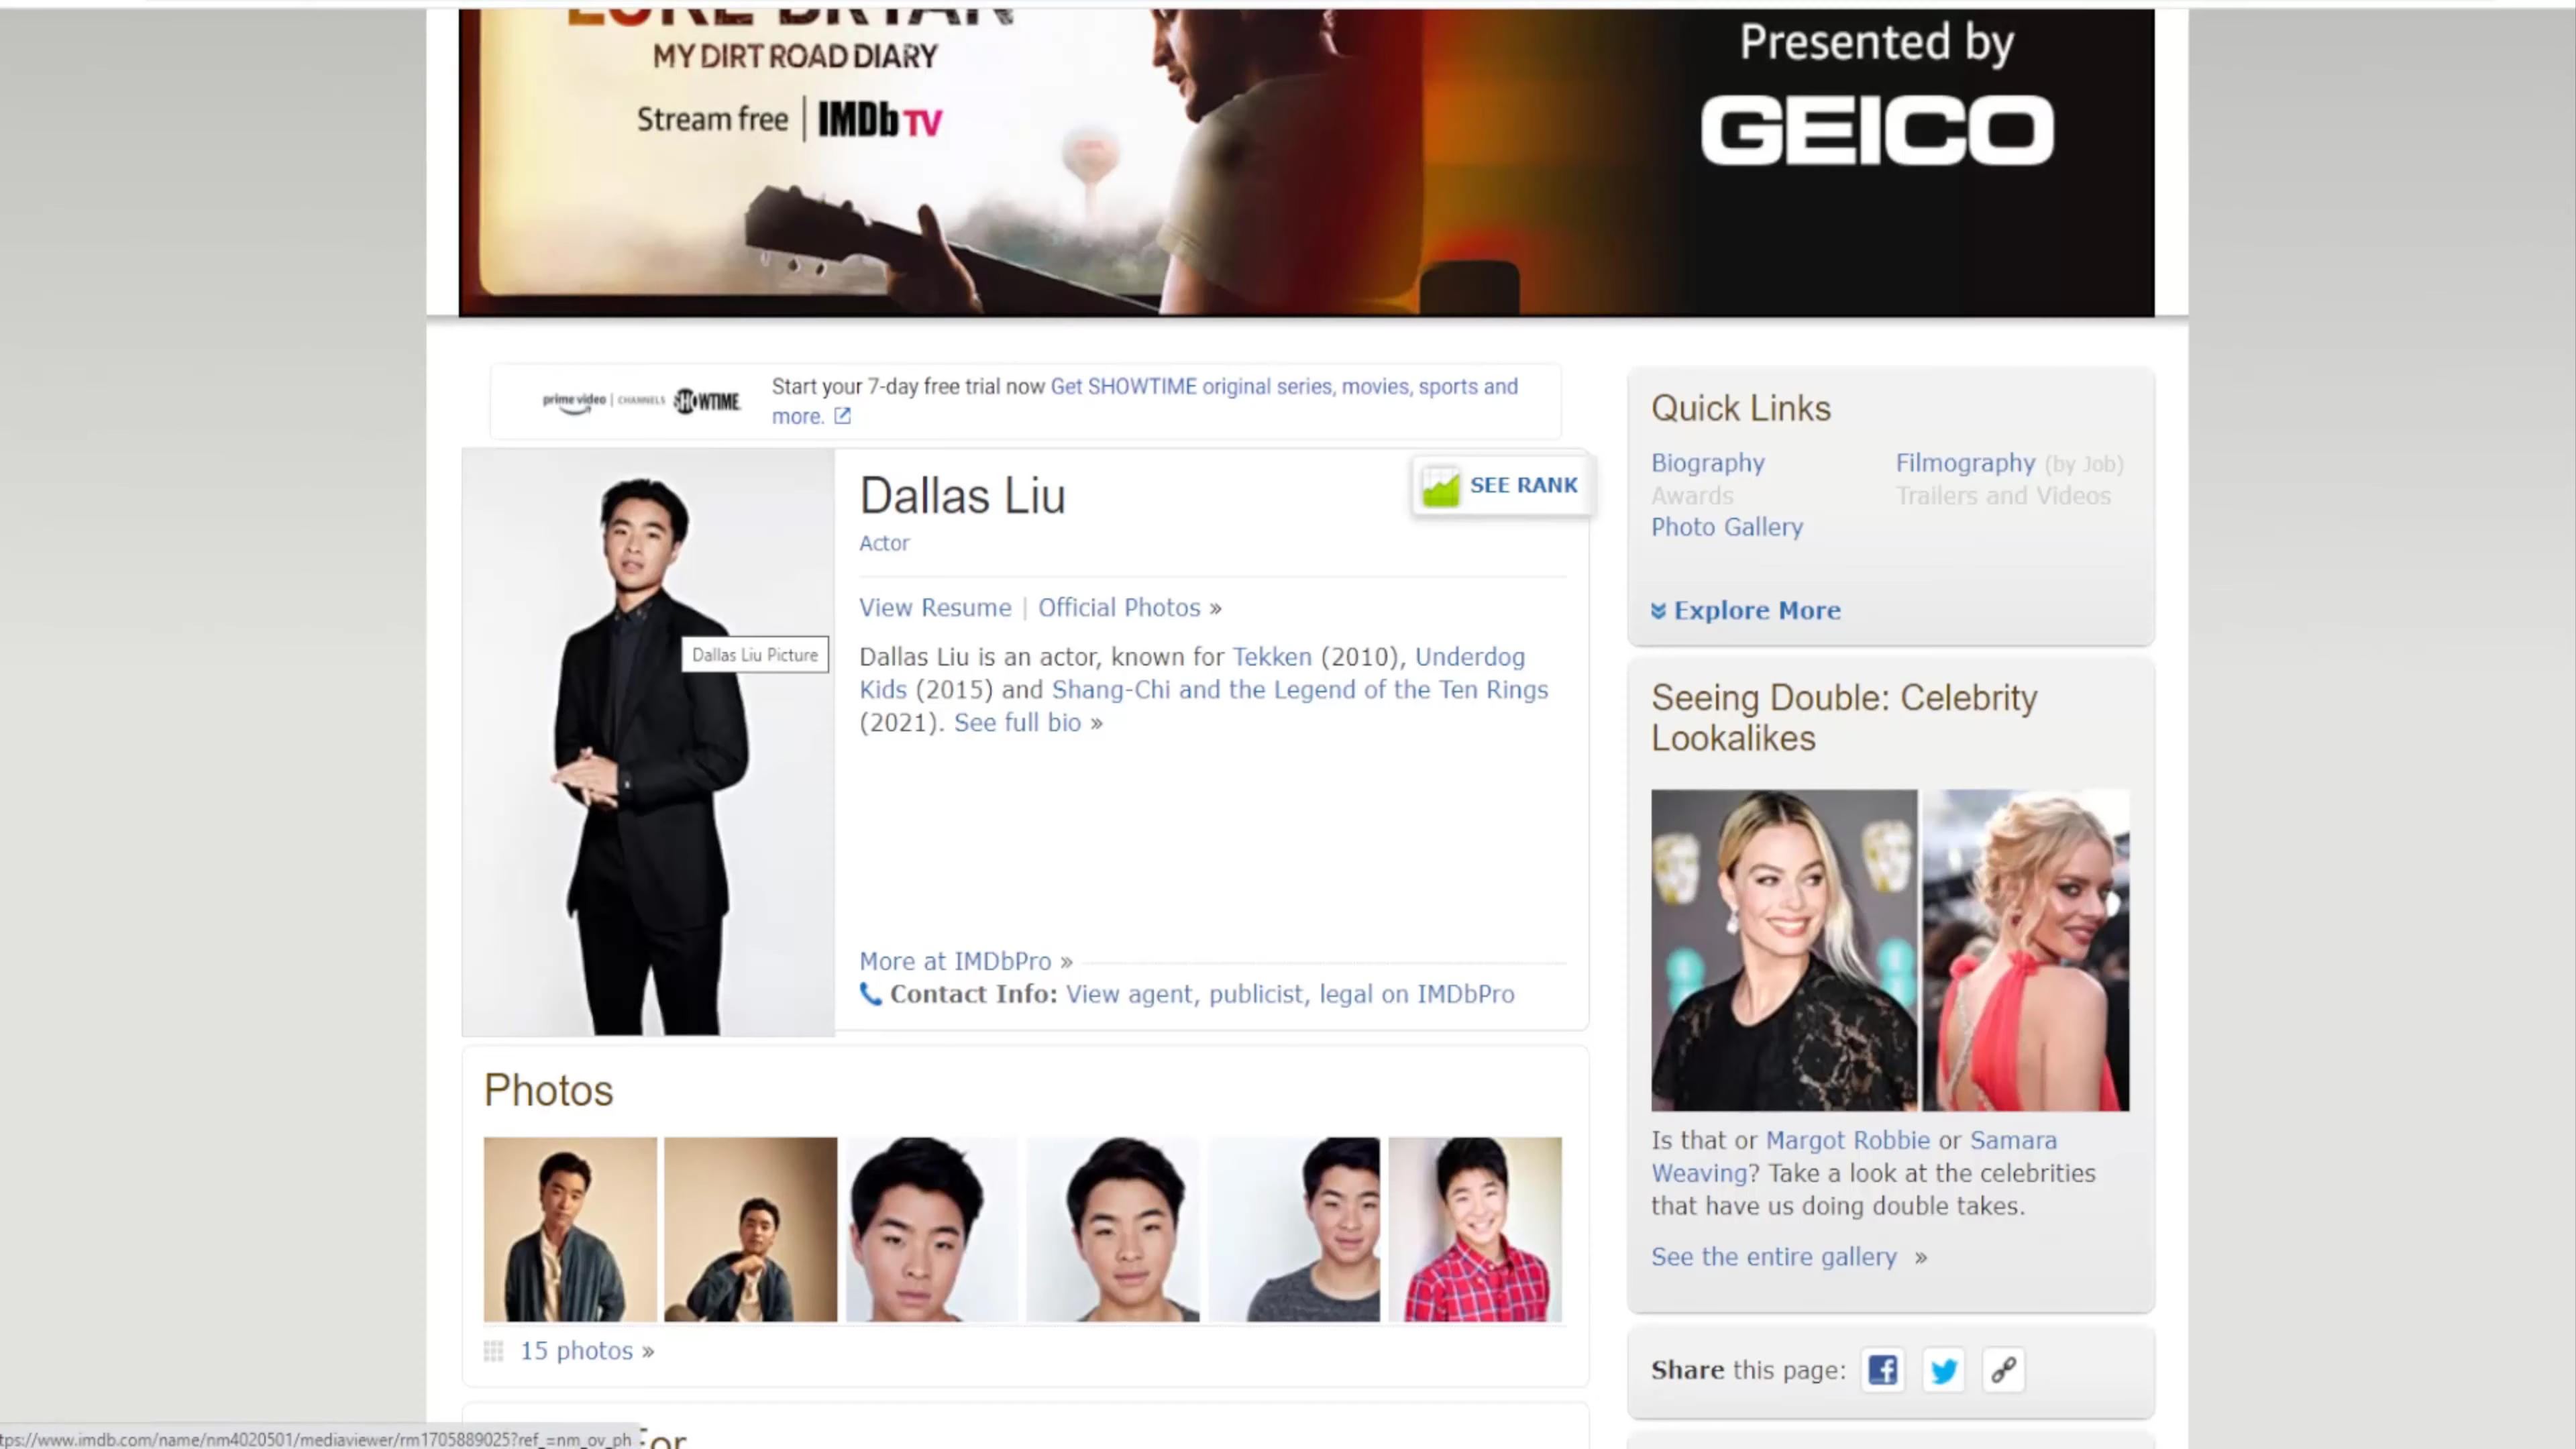 LUKE BRYAN
MY DIRT ROAD DIARY
Stream free | IMDb TV
Presented by
GEICO
prime video | CHANNELS SHOWTIME
Start your 7-day free trial now Get SHOWTIME original series, movies, sports and
more.
Dallas Liu
SEE RANK
Actor
View Resume | Official Photos »
Dallas Liu Picture
Dallas Liu is an actor, known for Tekken (2010), Underdog
Kids (2015) and Shang-Chi and the Legend of the Ten Rings
(2021). See full bio »
More at IMDbPro »
Contact Info: View agent, publicist, legal on IMDbPro
Photos
15 photos »
Quick Links
Biography
Filmography (by Job)
Awards
Trailers and Videos
Photo Gallery
Explore More
Seeing Double: Celebrity
Lookalikes
Is that or Margot Robbie or Samara
Weaving? Take a look at the celebrities
that have us doing double takes.
See the entire gallery »
Share this page:
tps://www.imdb.com/name/nm4020501/mediaviewer/rm1705889025?ref_=nm_ov_ph
For